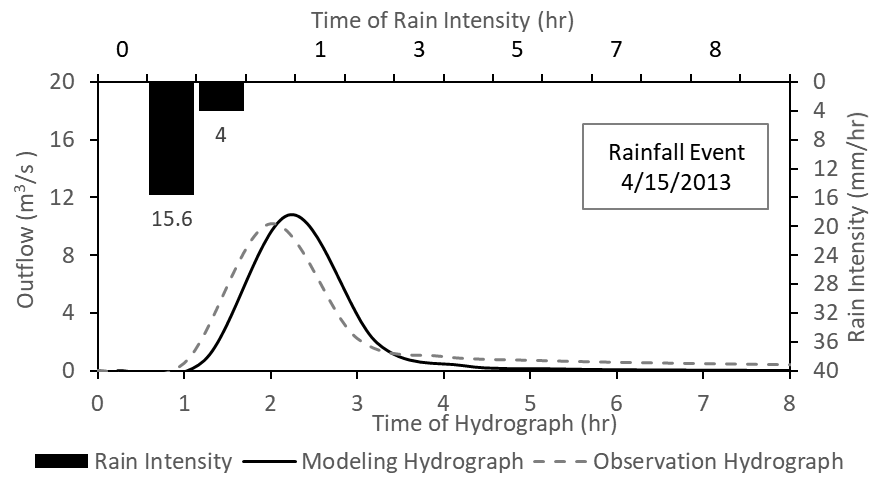 Time of Rain Intensity (hr)
0 1 3 5 7 8
20 0
4
16 8
12
12 16
20
8 24
28
4 32
36
0 40
4
15.6
Rainfall Event
4/15/2013
Outflow (m³/s )
Rain Intensity (mm/hr)
0 1 2 3 4 5 6 7 8
Time of Hydrograph (hr)
Rain Intensity Modeling Hydrograph Observation Hydrograph